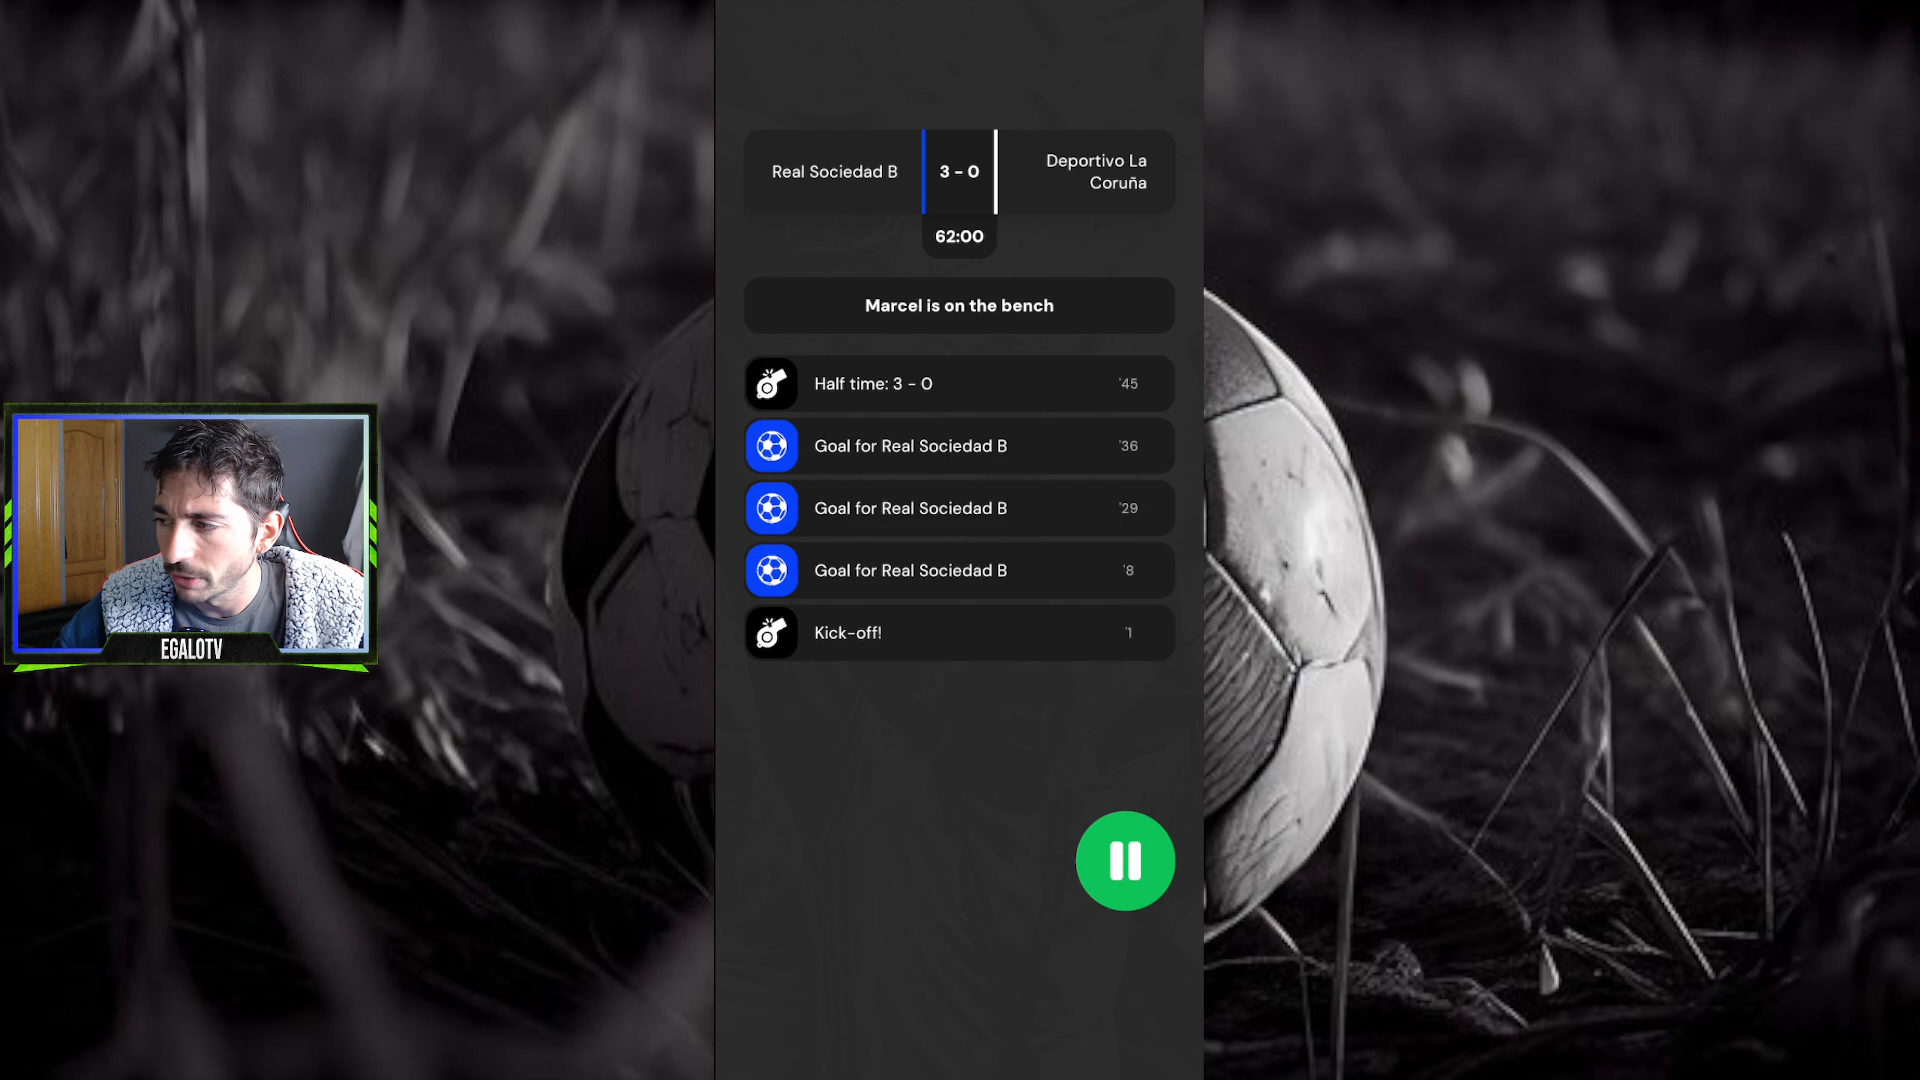 Real Sociedad B
3 - 0
Deportivo La
Coruña
62:00
Marcel is on the bench
Half time: 3 - 0
'45
Goal for Real Sociedad B
'36
Goal for Real Sociedad B
'29
Goal for Real Sociedad B
'8
Kick-off!
'1
EGALOTV